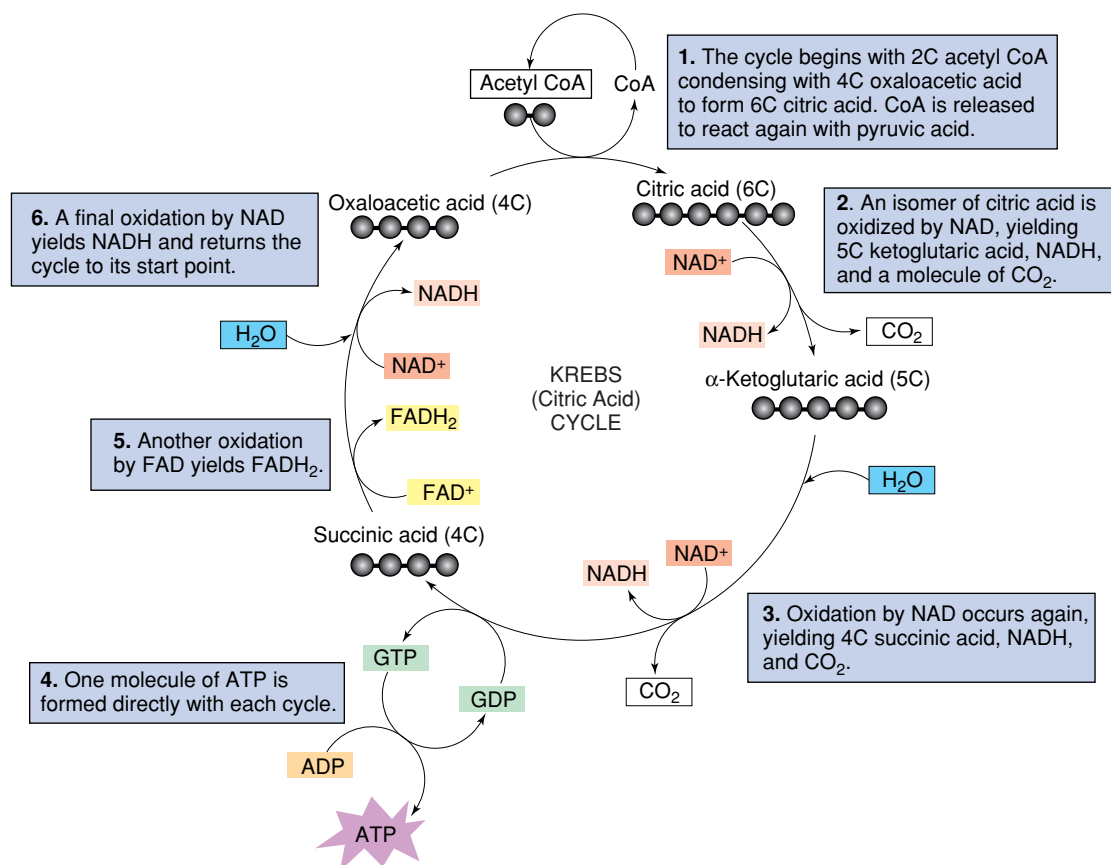 1. The cycle begins with 2C acetyl CoA
condensing with 4C oxaloacetic acid
to form 6C citric acid. CoA is released
to react again with pyruvic acid.
Acetyl CoA
CoA
Oxaloacetic acid (4C)
Citric acid (6C)
6. A final oxidation by NAD
yields NADH and returns the
cycle to its start point.
2. An isomer of citric acid is
oxidized by NAD, yielding
5C ketoglutaric acid, NADH,
and a molecule of CO₂.
NAD⁺
NADH
CO₂
NADH
H₂O
NAD⁺
KREBS
(Citric Acid)
CYCLE
α-Ketoglutaric acid (5C)
FADH₂
5. Another oxidation
by FAD yields FADH₂.
FAD⁺
H₂O
Succinic acid (4C)
NAD⁺
NADH
3. Oxidation by NAD occurs again,
yielding 4C succinic acid, NADH,
and CO₂.
CO₂
GTP
GDP
4. One molecule of ATP is
formed directly with each cycle.
ADP
ATP